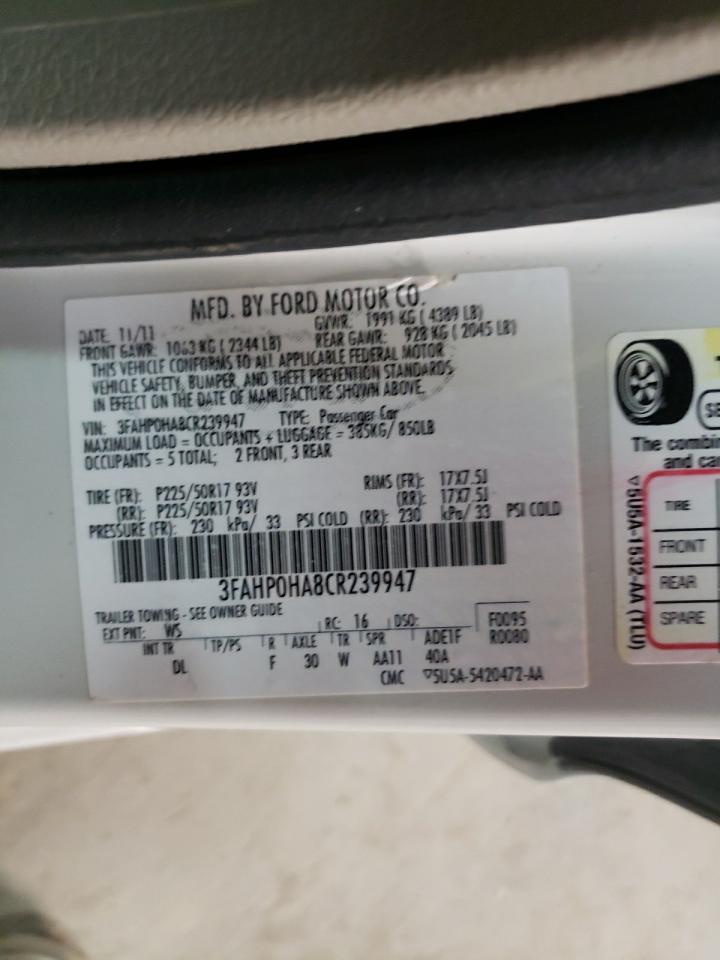 MFD. BY FORD MOTOR CO.
DATE: 11/11 GVWR: 1991 KG ( 4389 LB)
FRONT GAWR: 1063 KG ( 2344 LB) REAR GAWR: 928 KG ( 2045 LB)
THIS VEHICLE CONFORMS TO ALL APPLICABLE FEDERAL MOTOR
VEHICLE SAFETY, BUMPER, AND THEFT PREVENTION STANDARDS
IN EFFECT ON THE DATE OF MANUFACTURE SHOWN ABOVE.
VIN: 3FAHP0HA8CR239947 TYPE: Passenger Car
MAXIMUM LOAD = OCCUPANTS + LUGGAGE = 385KG/ 850LB
OCCUPANTS = 5 TOTAL; 2 FRONT, 3 REAR
TIRE (FR): P225/50R17 93V RIMS (FR): 17X7.5J
(RR): P225/50R17 93V (RR): 17X7.5J
PRESSURE (FR): 230 kPa/ 33 PSI COLD (RR): 230 kPa/ 33 PSI COLD
3FAHP0HA8CR239947
TRAILER TOWING - SEE OWNER GUIDE
EXT PNT: WS RC: 16 DSO: F0095
INT TR TP/PS R AXLE TR SPR ADE1F R0080
DL F 30 W AA11 40A
CMC ▽5U5A-5420472-AA
The
and
TIRE
FRONT
REAR
SPARE
▽5U5A-1532-AA (TLU)